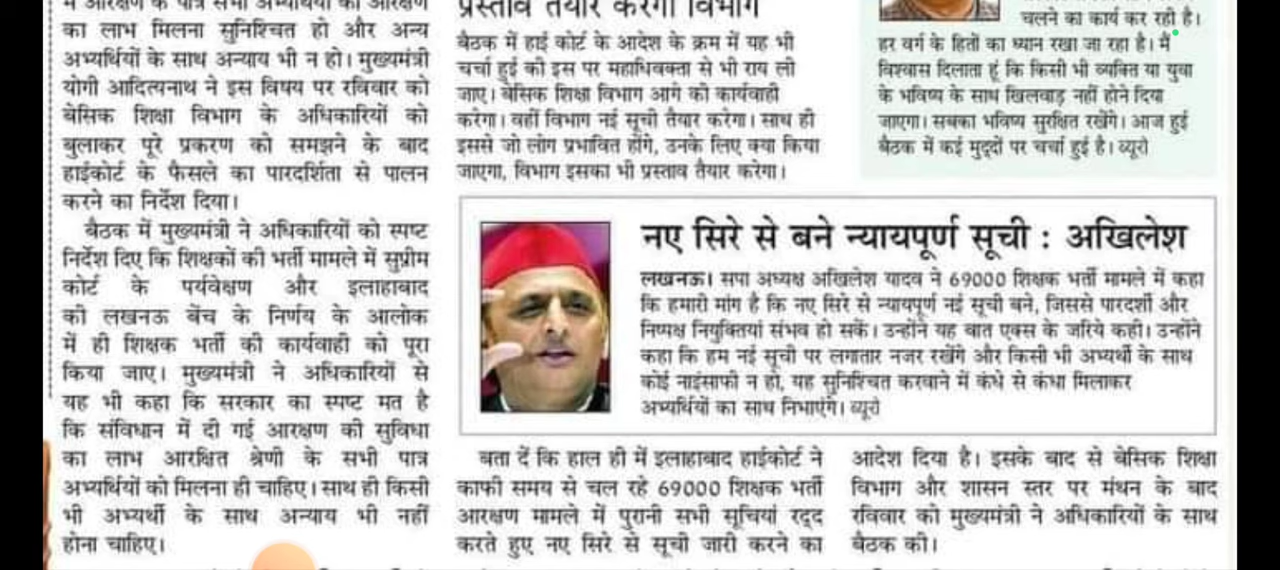 में आरक्षण के पात्र सभी अभ्यर्थियों को आरक्षण
का लाभ मिलना सुनिश्चित हो और अन्य
अभ्यर्थियों के साथ अन्याय भी न हो। मुख्यमंत्री
योगी आदित्यनाथ ने इस विषय पर रविवार को
बेसिक शिक्षा विभाग के अधिकारियों को
बुलाकर पूरे प्रकरण को समझने के बाद
हाईकोर्ट के फैसले का पारदर्शिता से पालन
करने का निर्देश दिया।
बैठक में मुख्यमंत्री ने अधिकारियों को स्पष्ट
निर्देश दिए कि शिक्षकों की भर्ती मामले में सुप्रीम
कोर्ट के पर्यवेक्षण और इलाहाबाद
की लखनऊ बेंच के निर्णय के आलोक
में ही शिक्षक भर्ती की कार्यवाही को पूरा
किया जाए। मुख्यमंत्री ने अधिकारियों से
यह भी कहा कि सरकार का स्पष्ट मत है
कि संविधान में दी गई आरक्षण की सुविधा
का लाभ आरक्षित श्रेणी के सभी पात्र
अभ्यर्थियों को मिलना ही चाहिए। साथ ही किसी
भी अभ्यर्थी के साथ अन्याय भी नहीं
होना चाहिए।
प्रस्ताव तैयार करेगा विभाग
बैठक में हाई कोर्ट के आदेश के क्रम में यह भी
चर्चा हुई की इस पर महाधिवक्ता से भी राय ली
जाए। बेसिक शिक्षा विभाग आगे की कार्यवाही
करेगा। वहीं विभाग नई सूची तैयार करेगा। साथ ही
इससे जो लोग प्रभावित होंगे, उनके लिए क्या किया
जाएगा, विभाग इसका भी प्रस्ताव तैयार करेगा।
चलने का कार्य कर रही है।
हर वर्ग के हितों का ध्यान रखा जा रहा है। मैं
विश्वास दिलाता हूं कि किसी भी व्यक्ति या युवा
के भविष्य के साथ खिलवाड़ नहीं होने दिया
जाएगा। सबका भविष्य सुरक्षित रखेंगे। आज हुई
बैठक में कई मुद्दों पर चर्चा हुई है। ब्यूरो
नए सिरे से बने न्यायपूर्ण सूची : अखिलेश
लखनऊ। सपा अध्यक्ष अखिलेश यादव ने 69000 शिक्षक भर्ती मामले में कहा
कि हमारी मांग है कि नए सिरे से न्यायपूर्ण नई सूची बने, जिससे पारदर्शी और
निष्पक्ष नियुक्तियां संभव हो सकें। उन्होंने यह बात एक्स के जरिये कही। उन्होंने
कहा कि हम नई सूची पर लगातार नजर रखेंगे और किसी भी अभ्यर्थी के साथ
कोई नाइंसाफी न हो, यह सुनिश्चित करवाने में कंधे से कंधा मिलाकर
अभ्यर्थियों का साथ निभाएंगे। ब्यूरो
बता दें कि हाल ही में इलाहाबाद हाईकोर्ट ने
काफी समय से चल रहे 69000 शिक्षक भर्ती
आरक्षण मामले में पुरानी सभी सूचियां रद्द
करते हुए नए सिरे से सूची जारी करने का
आदेश दिया है। इसके बाद से बेसिक शिक्षा
विभाग और शासन स्तर पर मंथन के बाद
रविवार को मुख्यमंत्री ने अधिकारियों के साथ
बैठक की।